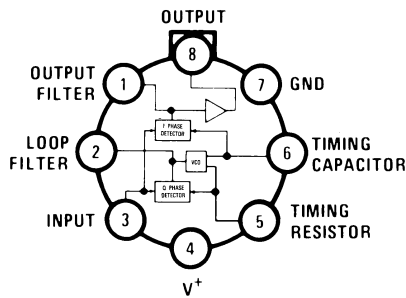 OUTPUT
8
OUTPUT
FILTER
1
7
GND
I PHASE
DETECTOR
LOOP
FILTER
2
VCO
6
TIMING
CAPACITOR
Q PHASE
DETECTOR
INPUT
3
5
TIMING
RESISTOR
4
V+